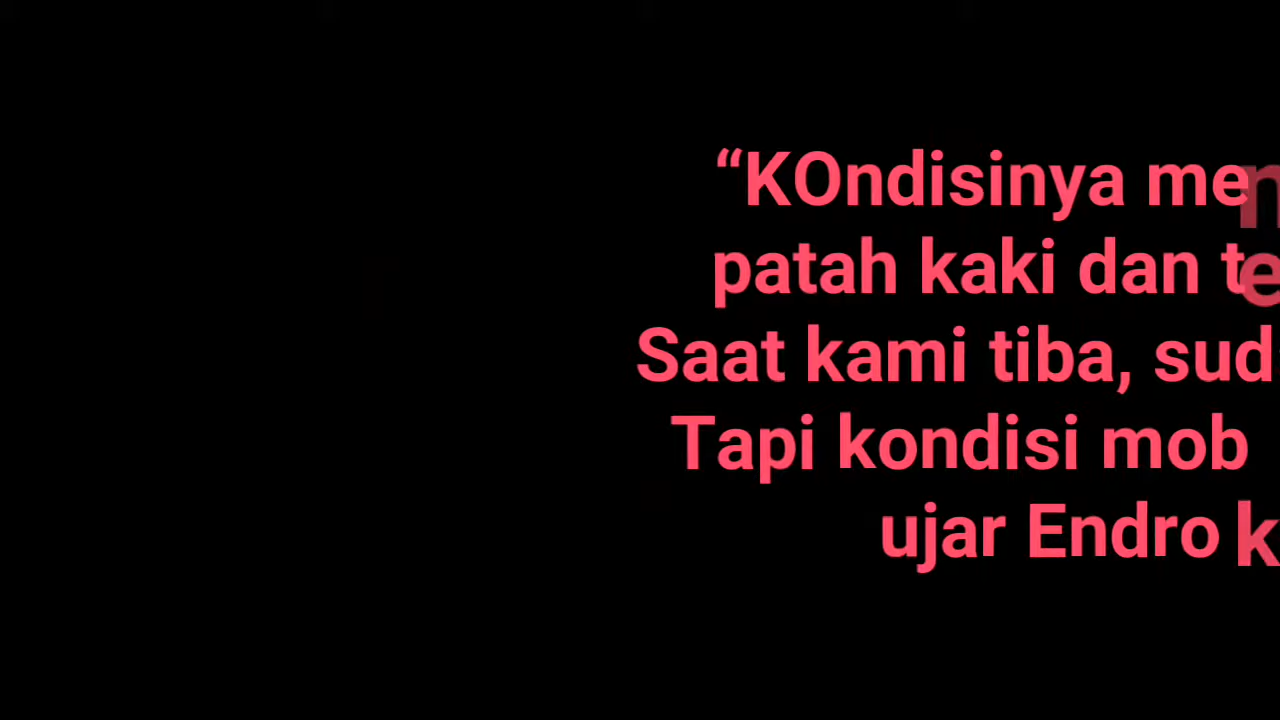 “KOndisinya me
patah kaki dan t
Saat kami tiba, sud
Tapi kondisi mob
ujar Endro k